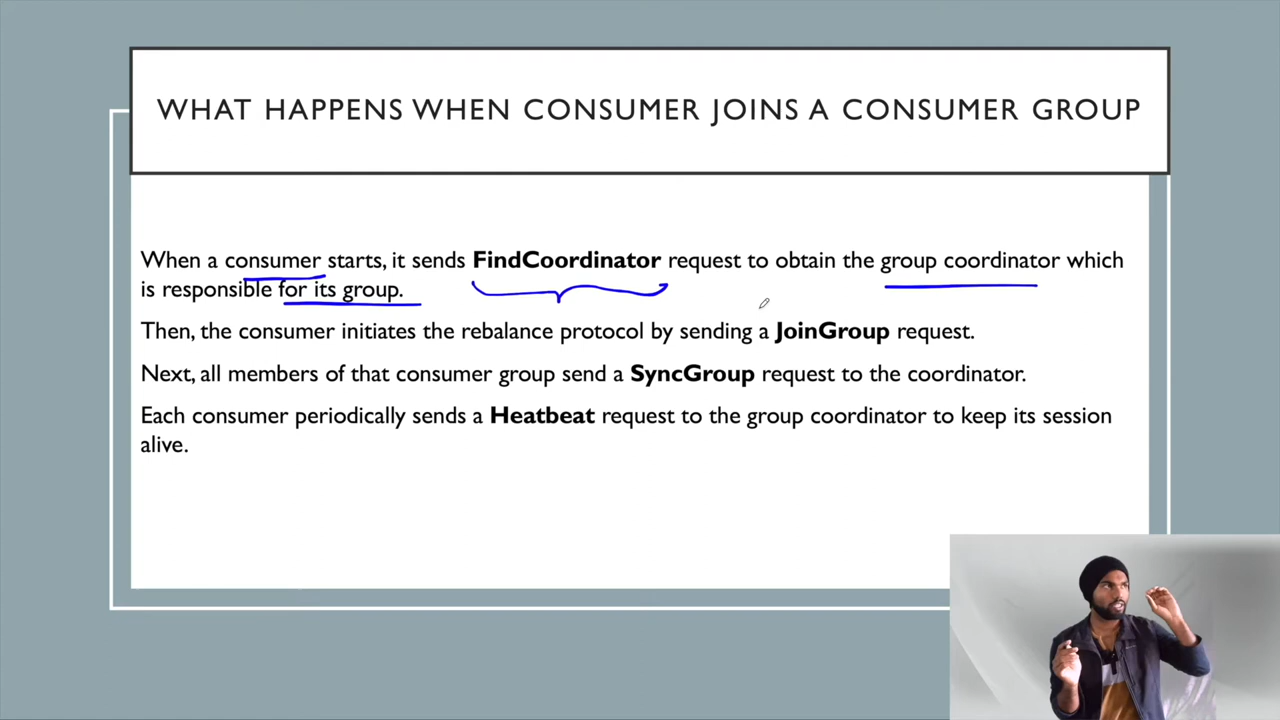 WHAT HAPPENS WHEN CONSUMER JOINS A CONSUMER GROUP
When a consumer starts, it sends FindCoordinator request to obtain the group coordinator which
is responsible for its group.
Then, the consumer initiates the rebalance protocol by sending a JoinGroup request.
Next, all members of that consumer group send a SyncGroup request to the coordinator.
Each consumer periodically sends a Heatbeat request to the group coordinator to keep its session
alive.